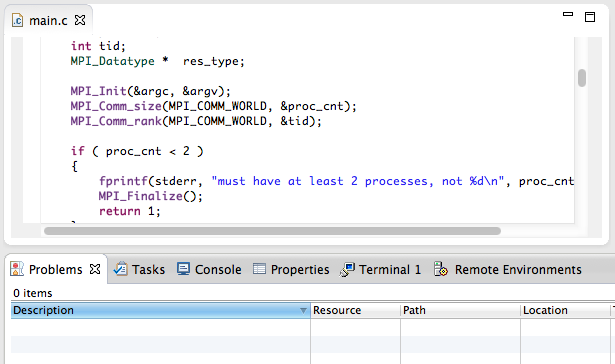 main.c
int tid;
MPI_Datatype *  res_type;
MPI_Init(&argc, &argv);
MPI_Comm_size(MPI_COMM_WORLD, &proc_cnt);
MPI_Comm_rank(MPI_COMM_WORLD, &tid);
if ( proc_cnt < 2 )
{
fprintf(stderr, "must have at least 2 processes, not %d\n", proc_cnt
MPI_Finalize();
return 1;
Problems Tasks Console Properties Terminal 1 Remote Environments
0 items
Description Resource Path Location